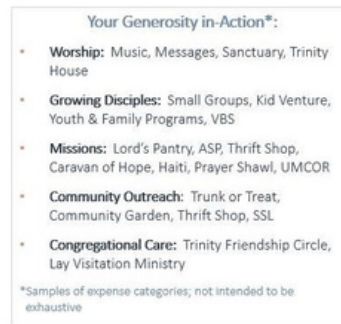 Your Generosity in-Action*:
• Worship: Music, Messages, Sanctuary, Trinity
House
• Growing Disciples: Small Groups, Kid Venture,
Youth & Family Programs, VBS
• Missions: Lord's Pantry, ASP, Thrift Shop,
Caravan of Hope, Haiti, Prayer Shawl, UMCOR
• Community Outreach: Trunk or Treat,
Community Garden, Thrift Shop, SSL
• Congregational Care: Trinity Friendship Circle,
Lay Visitation Ministry
*Samples of expense categories; not intended to be
exhaustive